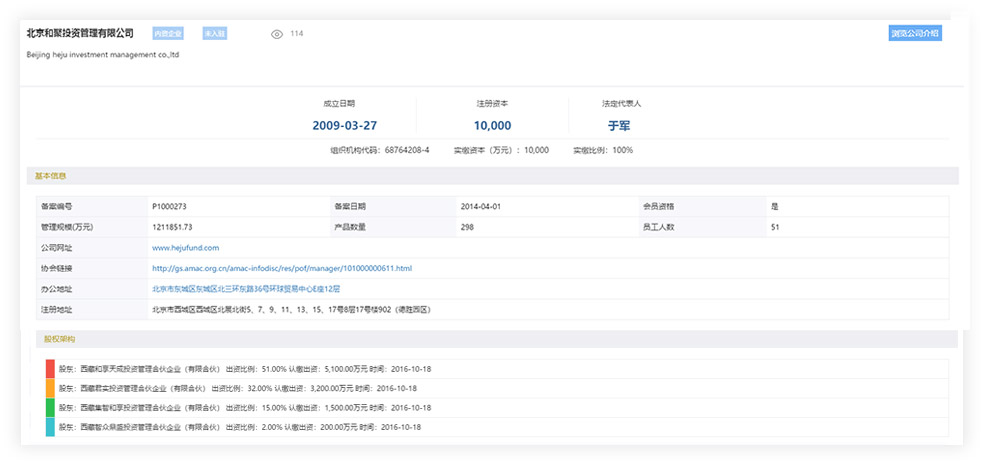 北京和聚投资管理有限公司 内资企业 未入驻 114 浏览公司介绍
Beijing heju investment management co.,ltd
成立日期 注册资本 法定代表人
2009-03-27 10,000 于军
组织机构代码：68764208-4 实缴资本（万元）：10,000 实缴比例：100%
基本信息
备案编号 P1000273 备案日期 2014-04-01 会员资格 是
管理规模(万元) 1211851.73 产品数量 298 员工人数 51
公司网址 www.hejufund.com
协会链接 http://gs.amac.org.cn/amac-infodisc/res/pof/manager/101000000611.html
办公地址 北京市东城区东城区北三环东路36号环球贸易中心E座12层
注册地址 北京市西城区西城区北展北街5、7、9、11、13、15、17号8层17号楼902（德胜园区）
股权架构
股东：西藏和享天成投资管理合伙企业（有限合伙） 出资比例：51.00% 认缴出资：5,100.00万元 时间：2016-10-18
股东：西藏君实投资管理合伙企业（有限合伙） 出资比例：32.00% 认缴出资：3,200.00万元 时间：2016-10-18
股东：西藏集智和享投资管理合伙企业（有限合伙） 出资比例：15.00% 认缴出资：1,500.00万元 时间：2016-10-18
股东：西藏智众鼎盛投资管理合伙企业（有限合伙） 出资比例：2.00% 认缴出资：200.00万元 时间：2016-10-18